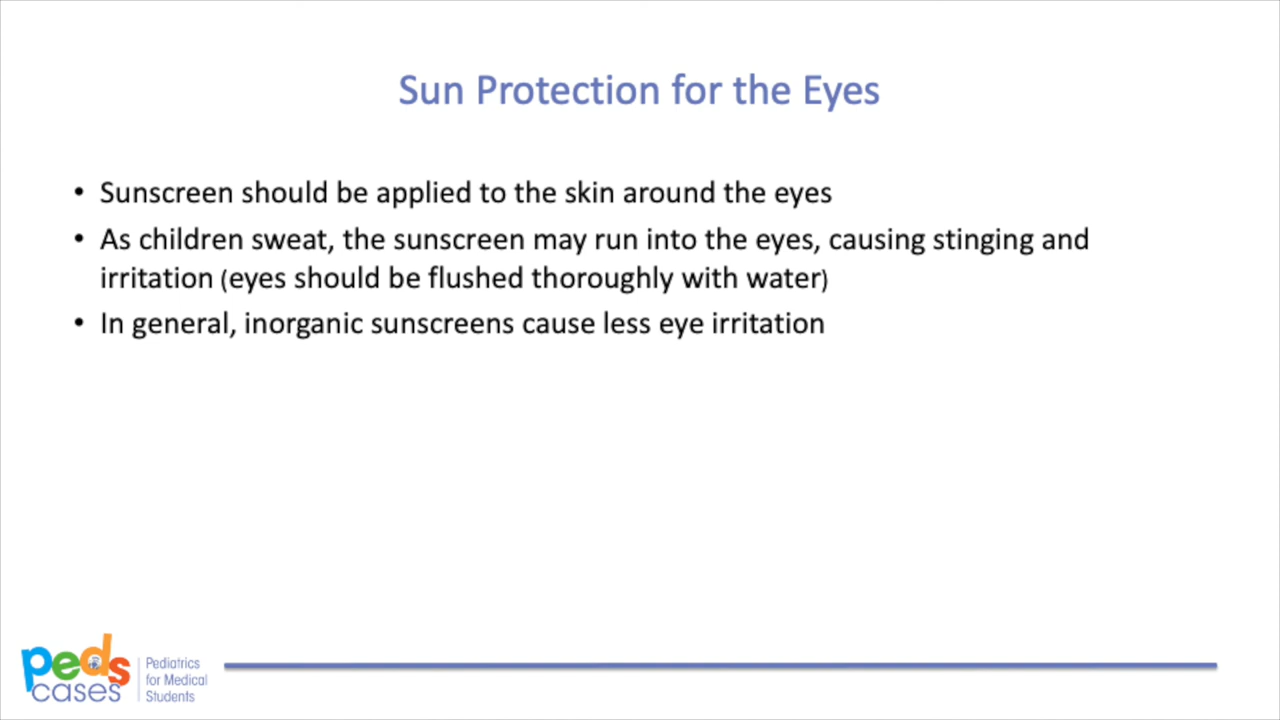 Sun Protection for the Eyes
• Sunscreen should be applied to the skin around the eyes
• As children sweat, the sunscreen may run into the eyes, causing stinging and
irritation (eyes should be flushed thoroughly with water)
• In general, inorganic sunscreens cause less eye irritation
peds
cases
Pediatrics
for Medical
Students